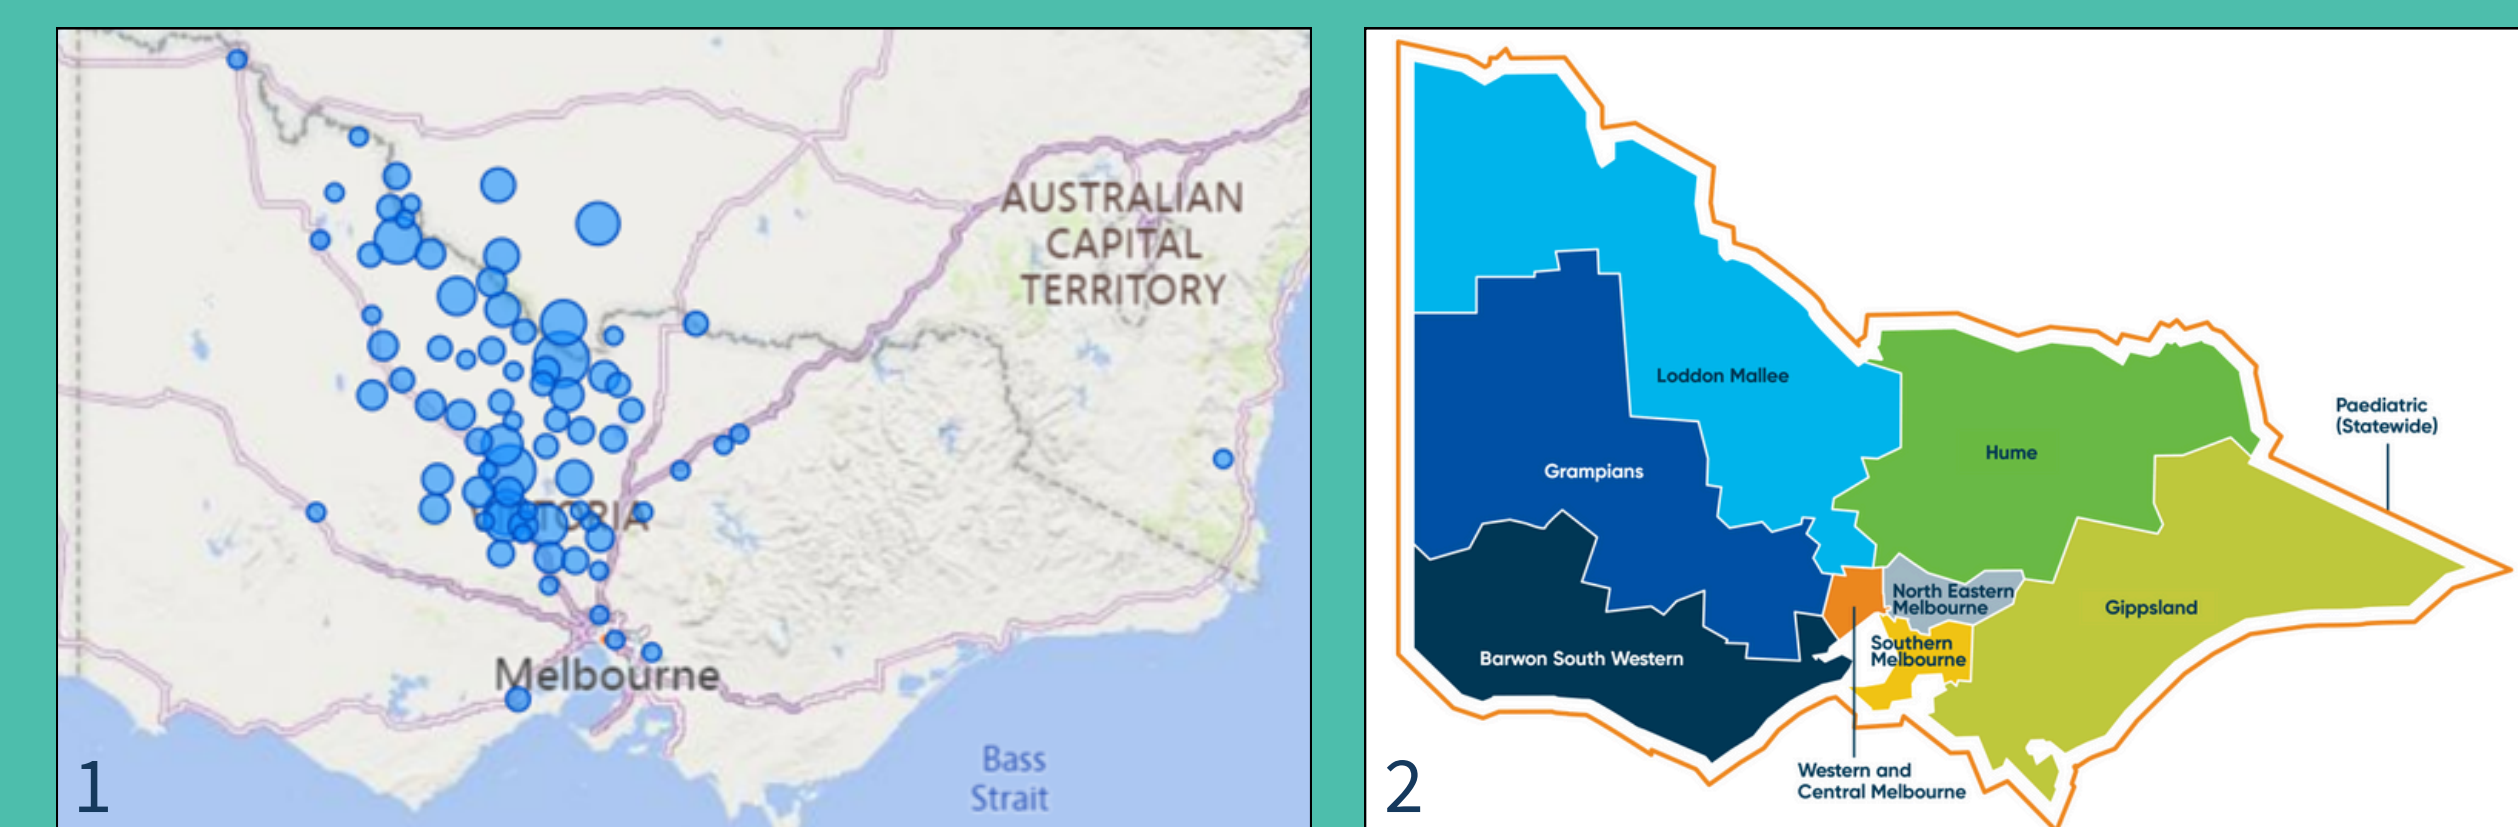 AUSTRALIAN
CAPITAL
TERRITORY
VICTORIA
Melbourne
Bass
Strait
1
Loddon Mallee
Hume
Paediatric
(Statewide)
Grampians
North Eastern
Melbourne
Gippsland
Southern
Melbourne
Barwon South Western
Western and
Central Melbourne
2